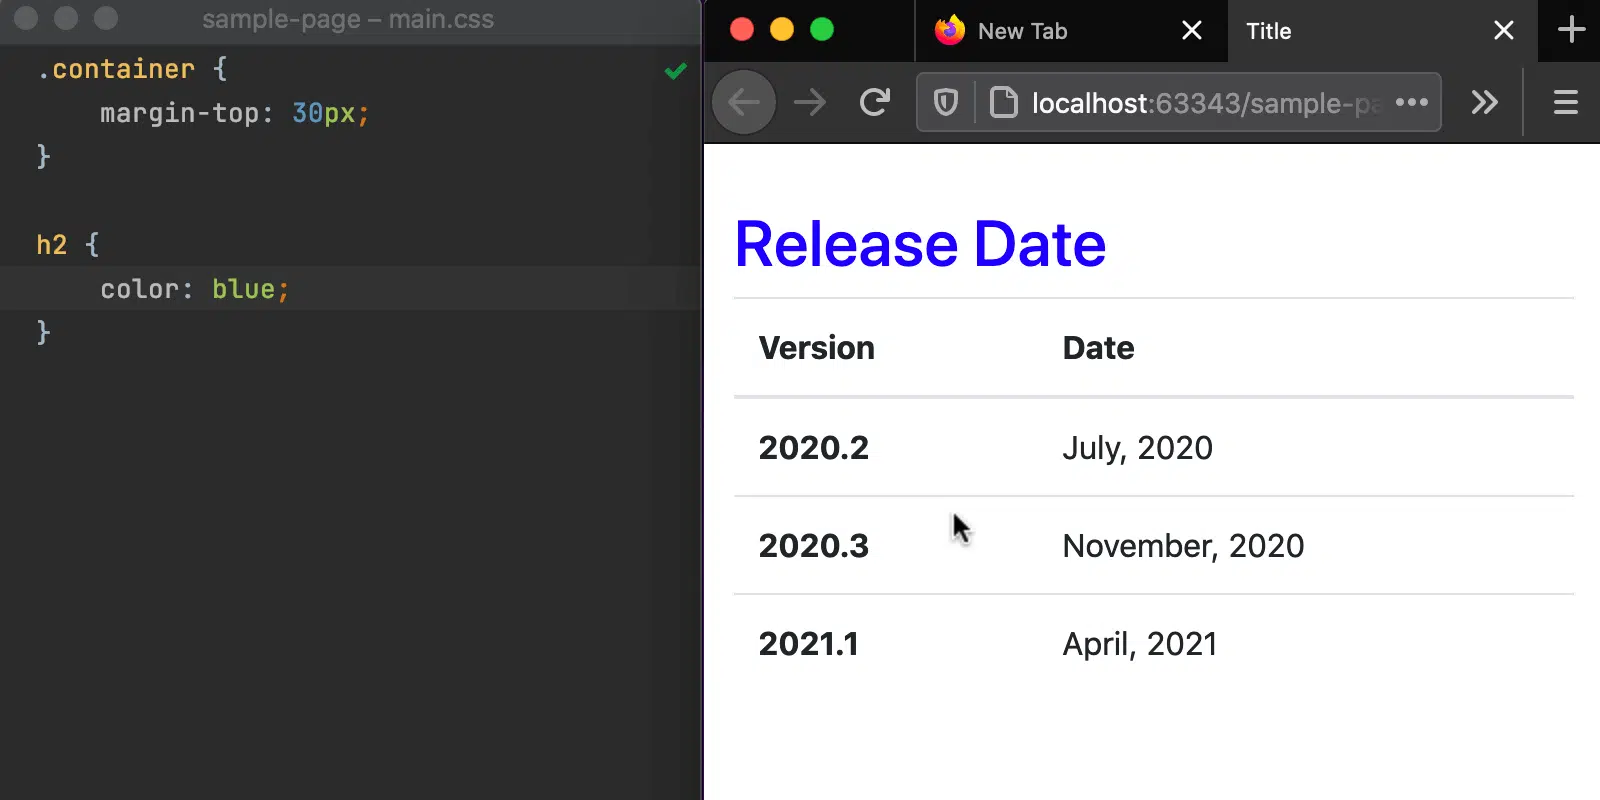 sample-page – main.css
.container {
margin-top: 30px;
}
h2 {
color: blue;
}
New Tab
Title
localhost:63343/sample-pa
Release Date
Version Date
2020.2 July, 2020
2020.3 November, 2020
2021.1 April, 2021